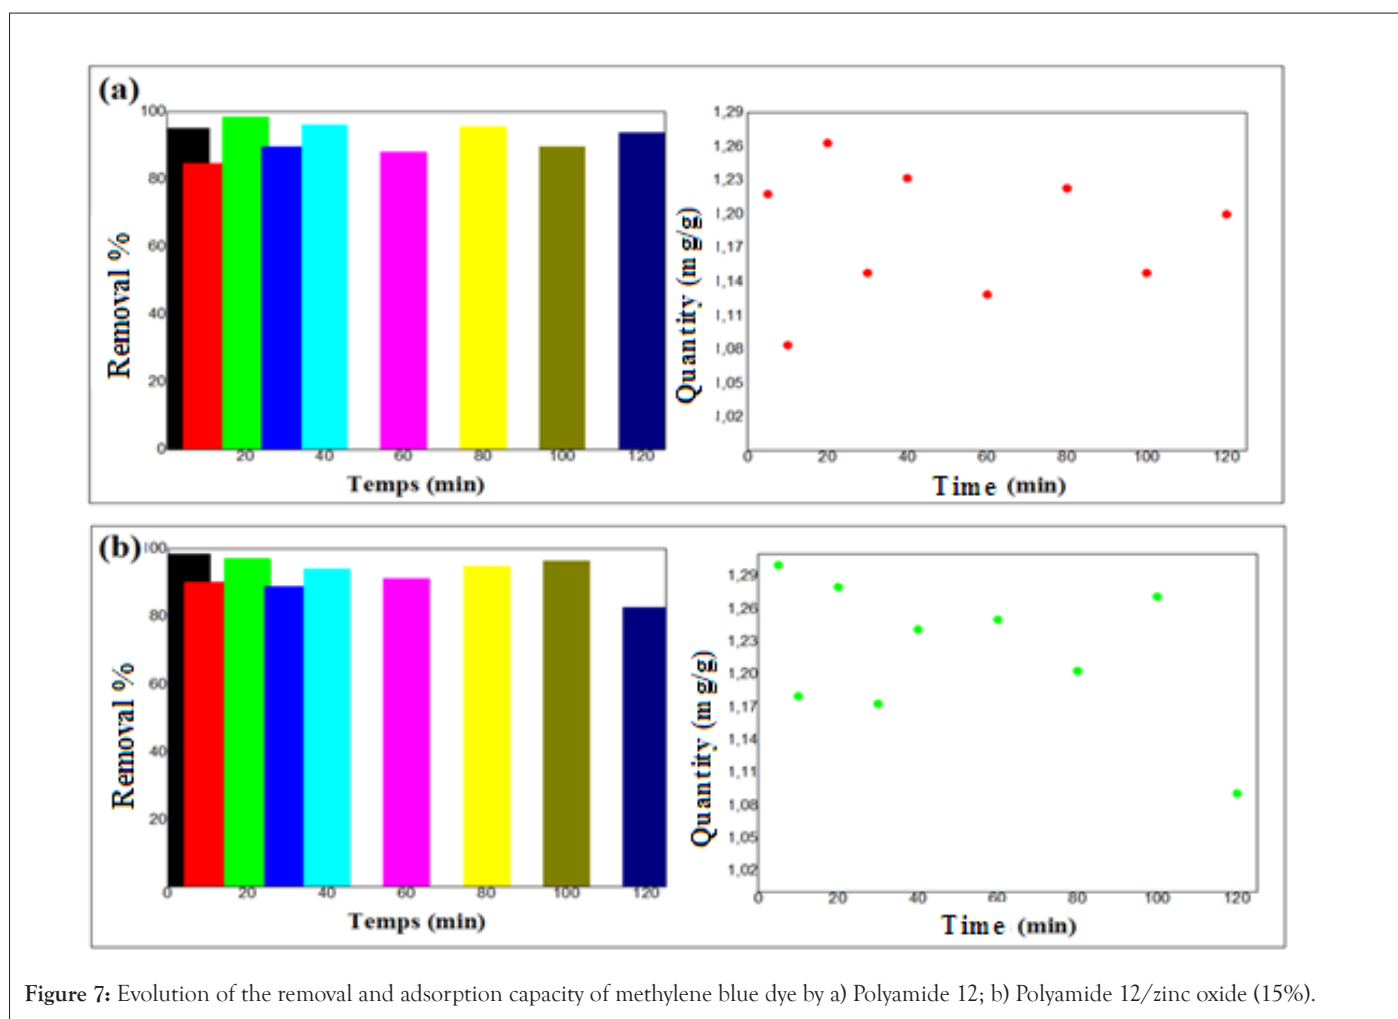 (a)
100
80
60
40
20
0
Removal %
20 40 60 80 100 120
Temps (min)
1,29
1,26
1,23
1,20
1,17
1,14
1,11
1,08
1,05
1,02
Quantity (mg/g)
0 20 40 60 80 100 120
Time (min)
(b)
100
80
60
40
20
Removal %
0 20 40 60 80 100 120
Temps (min)
1,29
1,26
1,23
1,20
1,17
1,14
1,11
1,08
1,05
1,02
Quantity (mg/g)
0 20 40 60 80 100 120
Time (min)
Figure 7: Evolution of the removal and adsorption capacity of methylene blue dye by a) Polyamide 12; b) Polyamide 12/zinc oxide (15%).